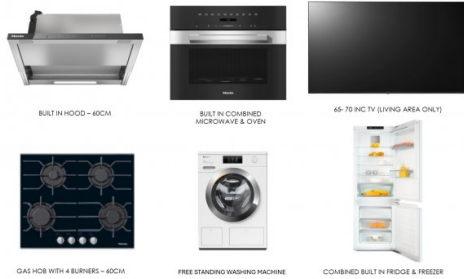 BUILT IN HOOD – 60CM
BUILT IN COMBINED
MICROWAVE & OVEN
65- 70 INC TV (LIVING AREA ONLY)
GAS HOB WITH 4 BURNERS – 60CM
FREE STANDING WASHING MACHINE
COMBINED BUILT IN FRIDGE & FREEZER